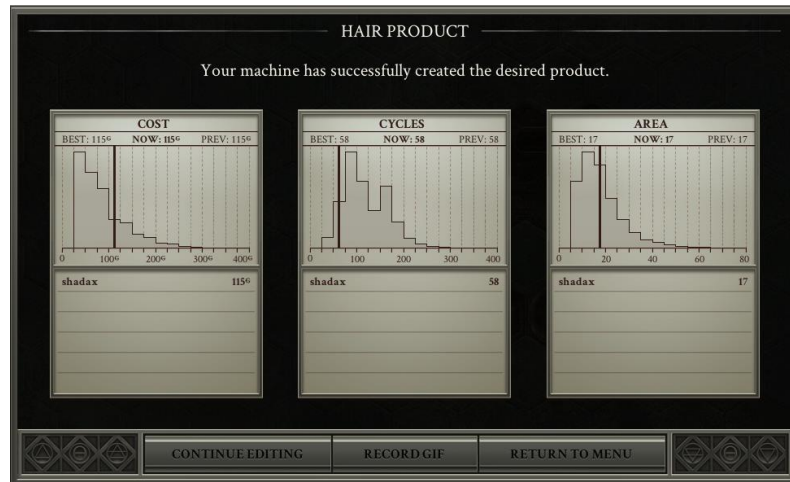 HAIR PRODUCT
Your machine has successfully created the desired product.
COST
BEST: 115G NOW: 115G PREV: 115G
0 100G 200G 300G 400G
shadax 115G
CYCLES
BEST: 58 NOW: 58 PREV: 58
0 100 200 300 400
shadax 58
AREA
BEST: 17 NOW: 17 PREV: 17
0 20 40 60 80
shadax 17
CONTINUE EDITING
RECORD GIF
RETURN TO MENU